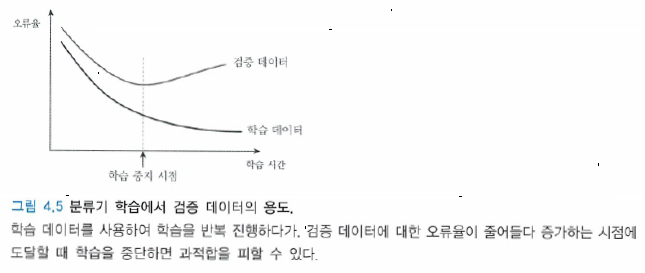 오류율
검증 데이터
학습 데이터
학습 시간
학습 중지 시점
그림 4.5 분류기 학습에서 검증 데이터의 용도.
학습 데이터를 사용하여 학습을 반복 진행하다가, 검증 데이터에 대한 오류율이 줄어들다 증가하는 시점에
도달할 때 학습을 중단하면 과적합을 피할 수 있다.